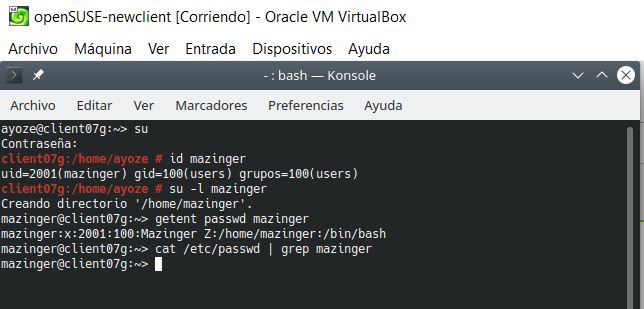 openSUSE-newclient [Corriendo] - Oracle VM VirtualBox
Archivo Máquina Ver Entrada Dispositivos Ayuda
- : bash — Konsole
Archivo Editar Ver Marcadores Preferencias Ayuda
ayoze@client07g:~> su
Contraseña:
client07g:/home/ayoze # id mazinger
uid=2001(mazinger) gid=100(users) grupos=100(users)
client07g:/home/ayoze # su -l mazinger
Creando directorio '/home/mazinger'.
mazinger@client07g:~> getent passwd mazinger
mazinger:x:2001:100:Mazinger Z:/home/mazinger:/bin/bash
mazinger@client07g:~> cat /etc/passwd | grep mazinger
mazinger@client07g:~>